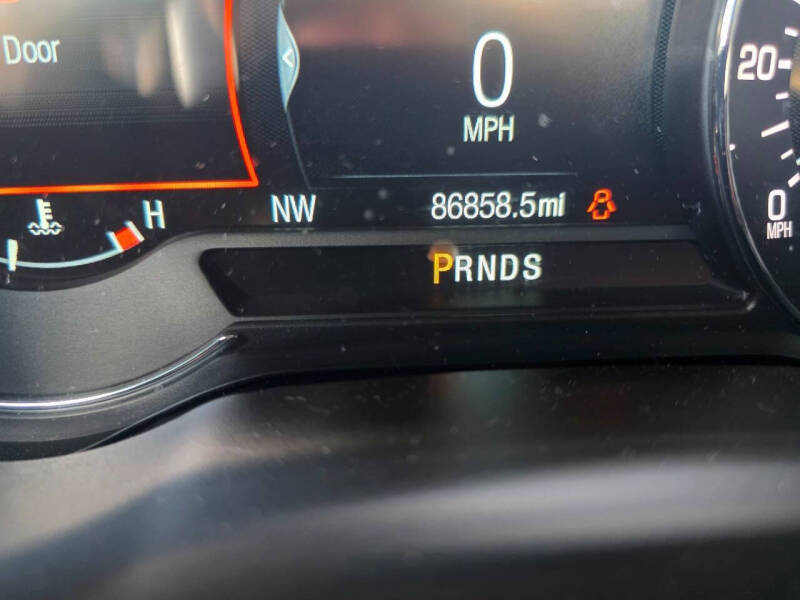 Door
0
MPH
20
H
NW
86858.5mi
0
MPH
PRNDS